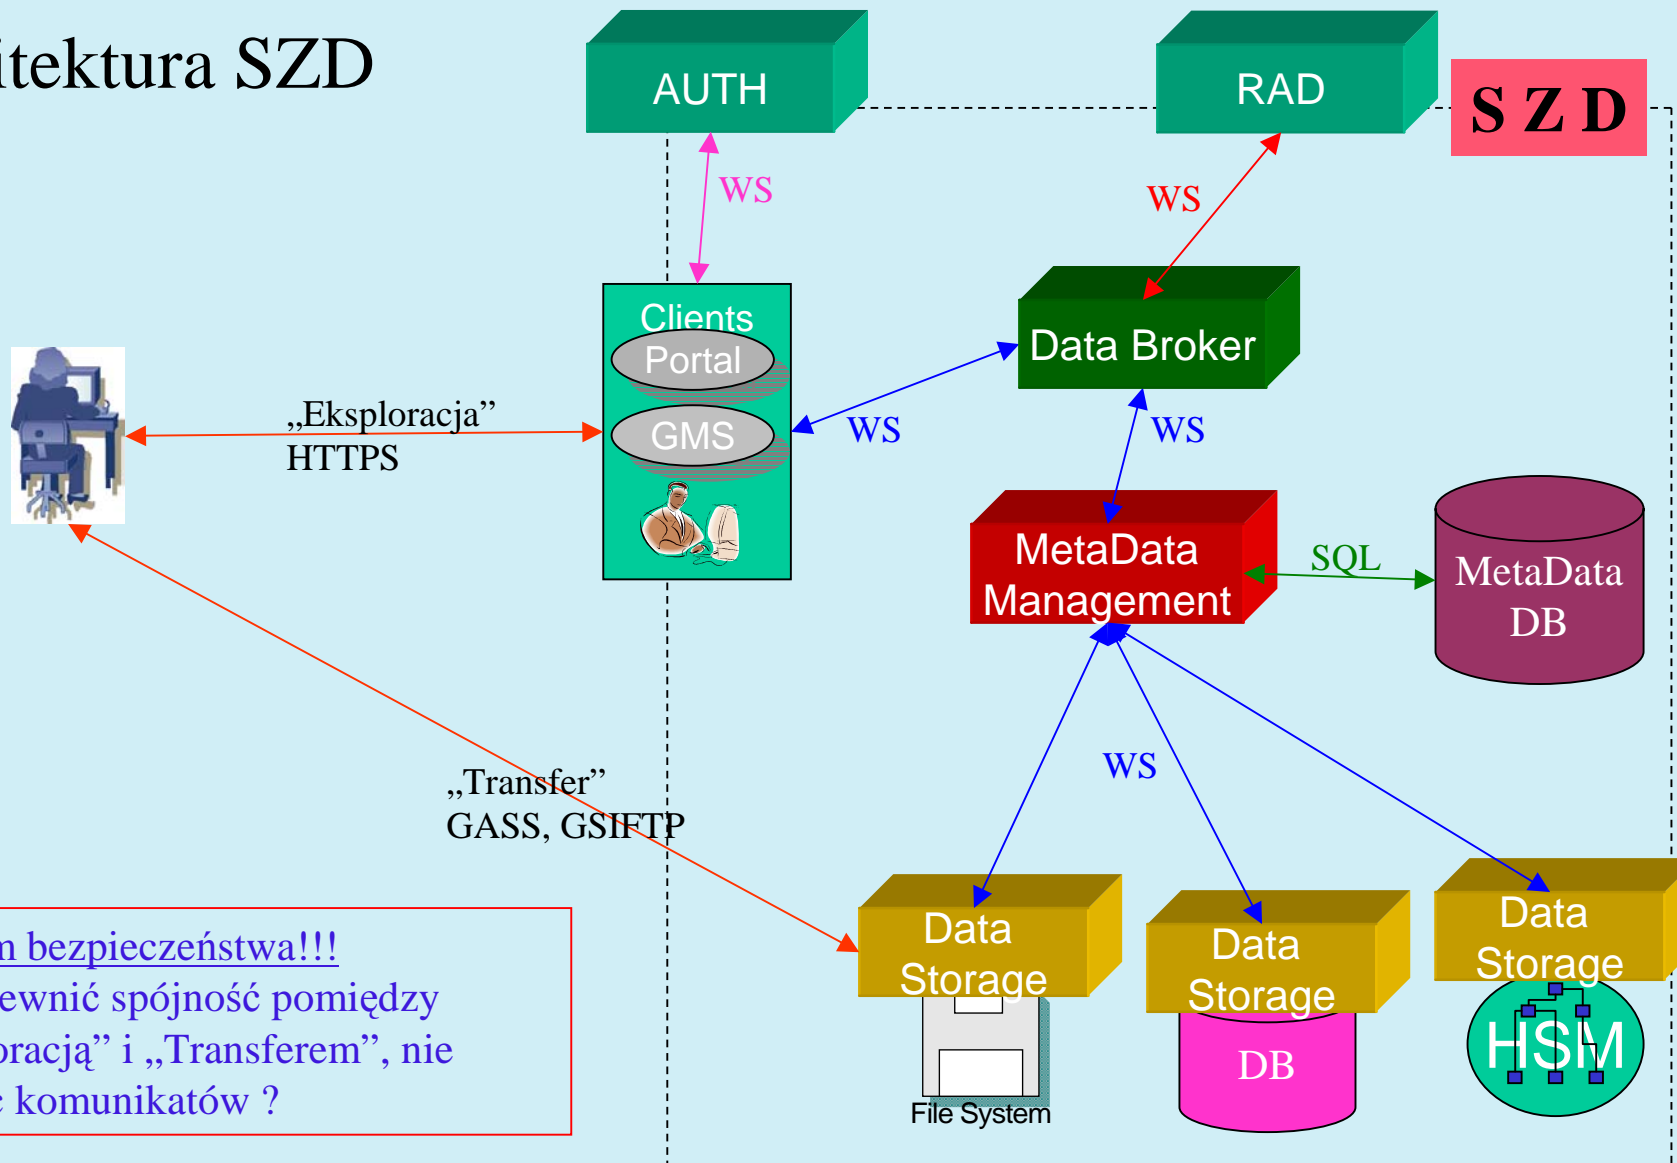 itektura SZD
AUTH
RAD
S Z D
WS
WS
Clients
Portal
GMS
Data Broker
„Eksploracja”
HTTPS
WS
WS
MetaData
Management
SQL
MetaData
DB
WS
„Transfer”
GASS, GSIFTP
Data
Storage
Data
Storage
Data
Storage
File System
DB
HSM
bezpieczeństwa!!!
ewnić spójność pomiędzy
oracją” i „Transferem”, nie
komunikatów ?